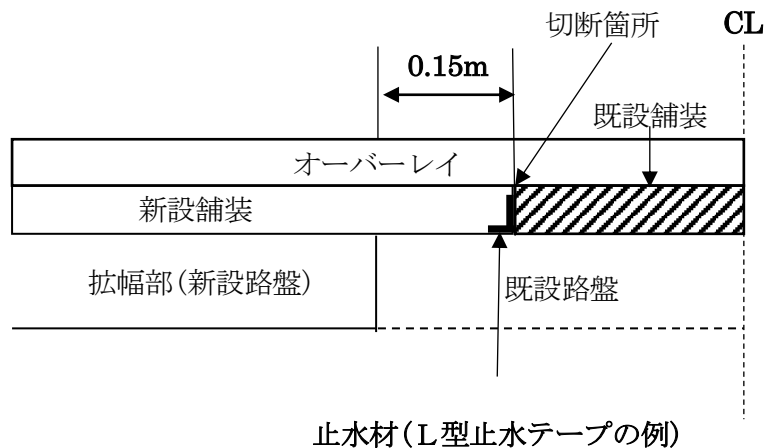 切断箇所
CL
0.15m
既設舗装
オーバーレイ
新設舗装
拡幅部(新設路盤)
既設路盤
止水材(L型止水テープの例)